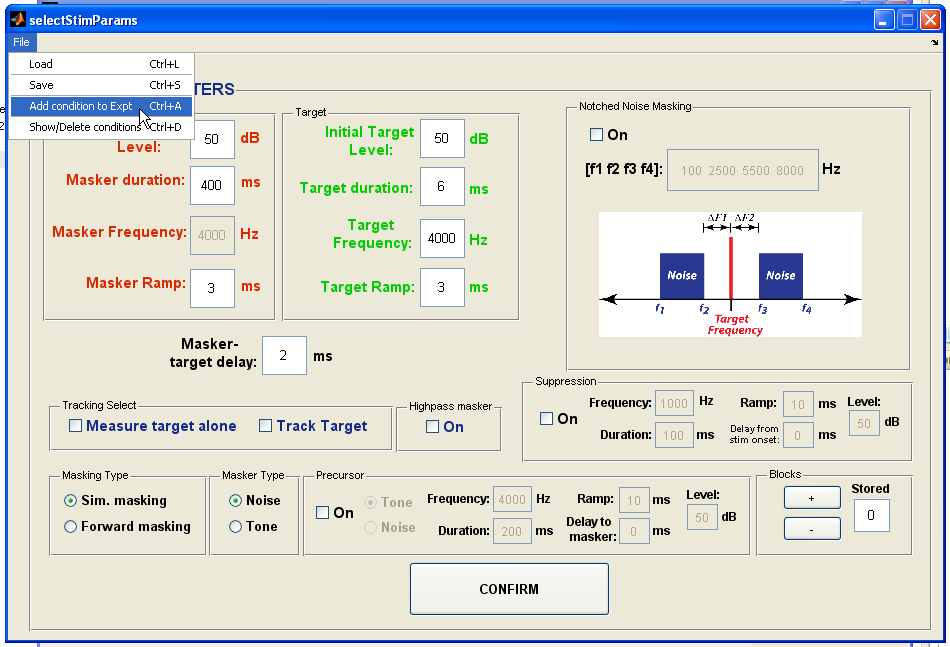 selectStimParams
File
Load Ctrl+L
Save Ctrl+S
Add condition to Expt Ctrl+A
Show/Delete conditions Ctrl+D
TERS
Level: 50 dB
Masker duration: 400 ms
Masker Frequency: 4000 Hz
Masker Ramp: 3 ms
Target
Initial Target
Level: 50 dB
Target duration: 6 ms
Target
Frequency: 4000 Hz
Target Ramp: 3 ms
Notched Noise Masking
On
[f1 f2 f3 f4]: 100 2500 5500 8000 Hz
ΔF1 ΔF2
Noise Noise
f1 f2 f3 f4
Target
Frequency
Masker-
target delay: 2 ms
Tracking Select
Measure target alone Track Target
Highpass masker
On
Suppression
On
Frequency: 1000 Hz Ramp: 10 ms Level:
50 dB
Duration: 100 ms Delay from
stim onset: 0 ms
Masking Type
Sim. masking
Forward masking
Masker Type
Noise
Tone
Precursor
On
Tone
Noise
Frequency: 4000 Hz Ramp: 10 ms Level:
50 dB
Duration: 200 ms Delay to
masker: 0 ms
Blocks
+
-
Stored
0
CONFIRM